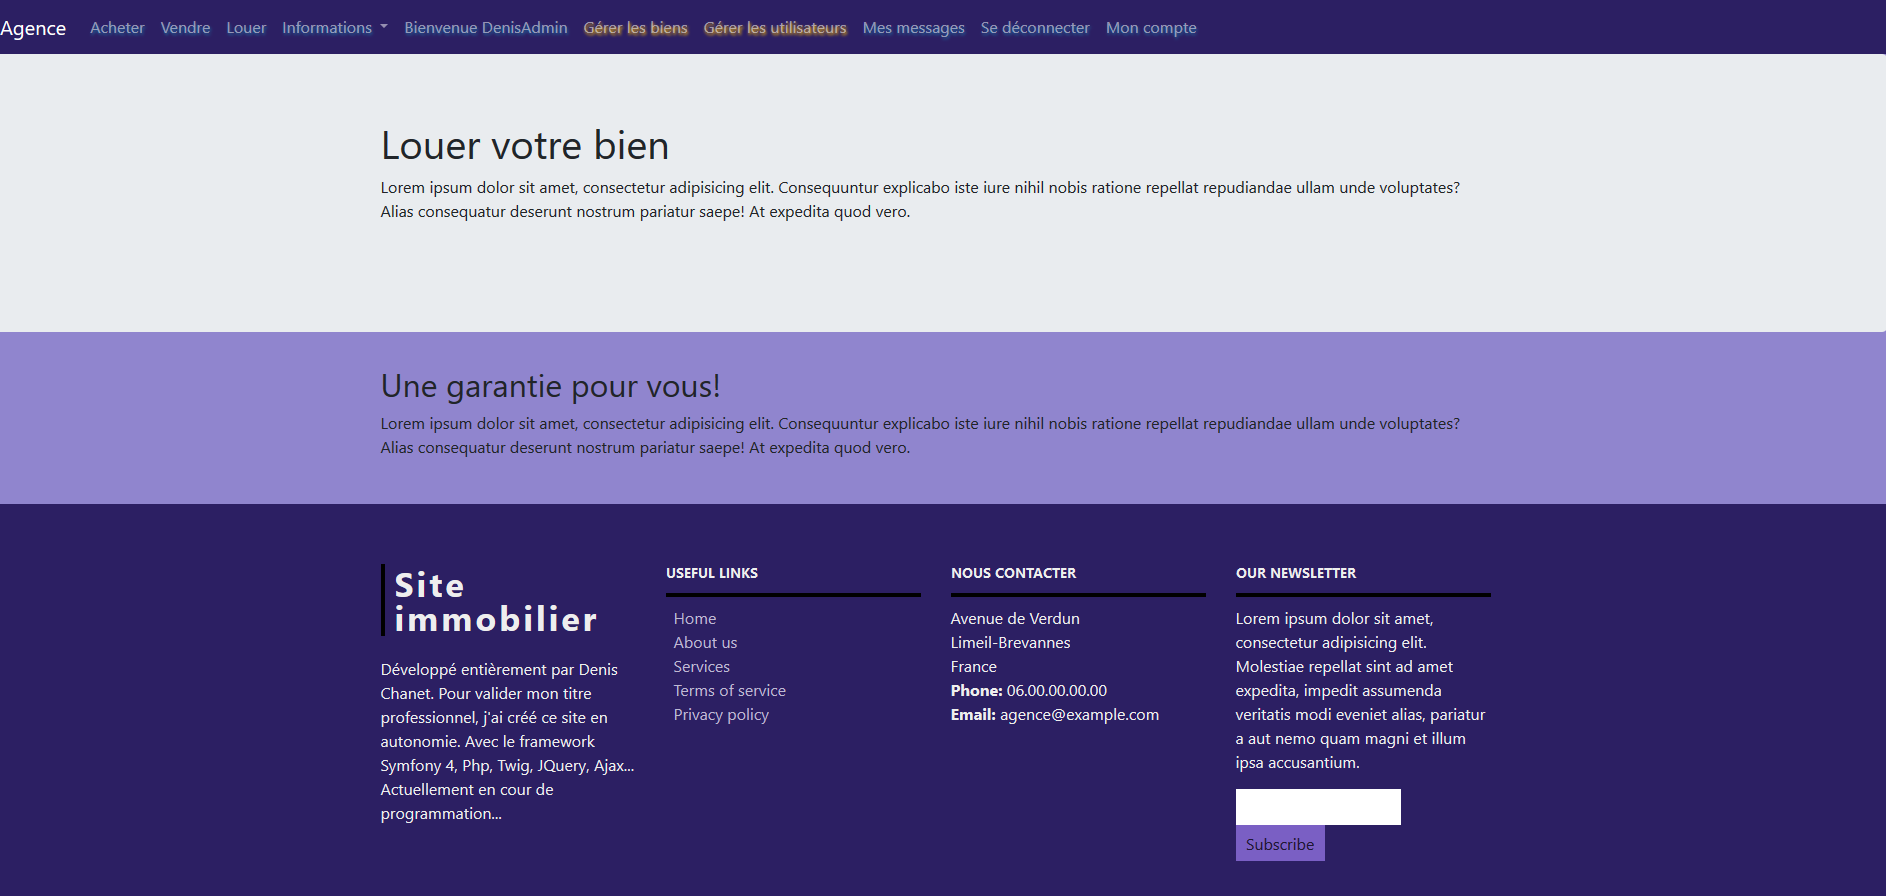 Agence Acheter Vendre Louer Informations Bienvenue DenisAdmin Gérer les biens Gérer les utilisateurs Mes messages Se déconnecter Mon compte
Louer votre bien
Lorem ipsum dolor sit amet, consectetur adipisicing elit. Consequuntur explicabo iste iure nihil nobis ratione repellat repudiandae ullam unde voluptates?
Alias consequatur deserunt nostrum pariatur saepe! At expedita quod vero.
Une garantie pour vous!
Lorem ipsum dolor sit amet, consectetur adipisicing elit. Consequuntur explicabo iste iure nihil nobis ratione repellat repudiandae ullam unde voluptates?
Alias consequatur deserunt nostrum pariatur saepe! At expedita quod vero.
Site
immobilier
Développé entièrement par Denis
Chanet. Pour valider mon titre
professionnel, j'ai créé ce site en
autonomie. Avec le framework
Symfony 4, Php, Twig, JQuery, Ajax...
Actuellement en cour de
programmation...
USEFUL LINKS
Home
About us
Services
Terms of service
Privacy policy
NOUS CONTACTER
Avenue de Verdun
Limeil-Brevannes
France
Phone: 06.00.00.00.00
Email: agence@example.com
OUR NEWSLETTER
Lorem ipsum dolor sit amet,
consectetur adipisicing elit.
Molestiae repellat sint ad amet
expedita, impedit assumenda
veritatis modi eveniet alias, pariatur
a aut nemo quam magni et illum
ipsa accusantium.
Subscribe